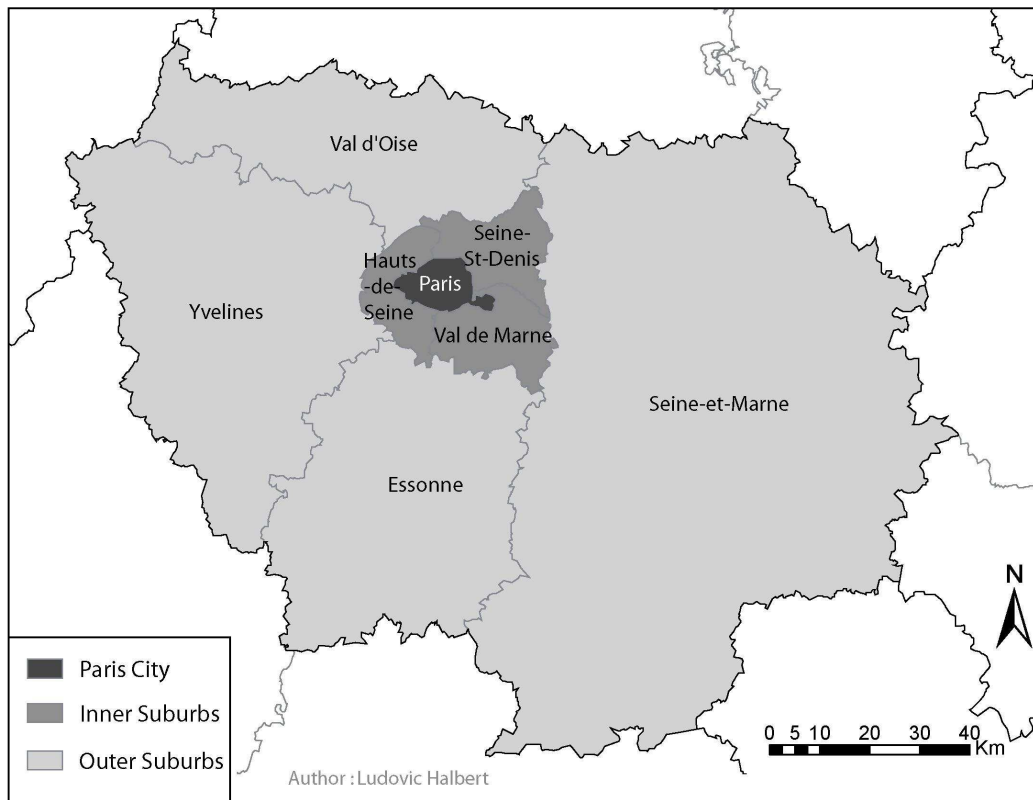 Val d'Oise
Seine-
St-Denis
Hauts
-de-
Seine
Paris
Yvelines
Val de Marne
Seine-et-Marne
Essonne
N
Paris City
Inner Suburbs
Outer Suburbs
0 5 10 20 30 40 Km
Author : Ludovic Halbert